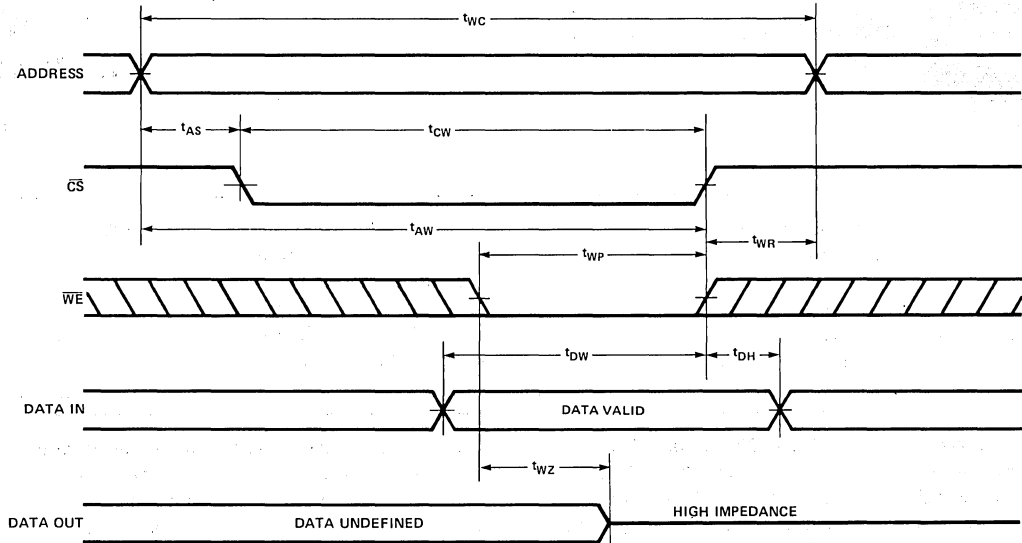 tWC
ADDRESS
tAS
tCW
CS
tAW
tWR
tWP
WE
tDW
tDH
DATA IN
DATA VALID
tWZ
DATA OUT
DATA UNDEFINED
HIGH IMPEDANCE